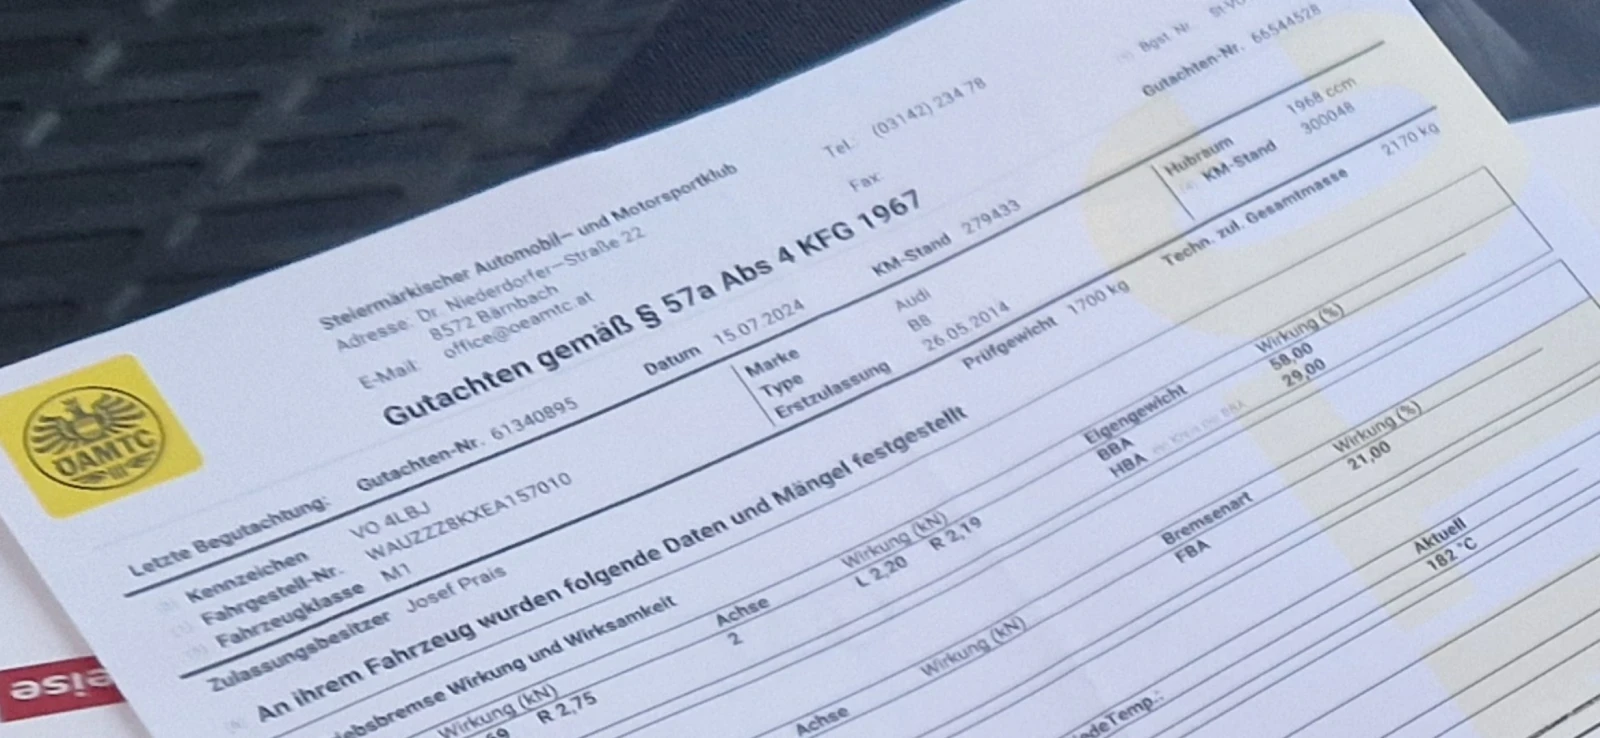 Bgst. Nr.
Gutachten-Nr. 66544528
Steiermärkischer Automobil- und Motorsportklub
Adresse: Dr. Niederdorfer-Straße 22
8572 Bärnbach
E-Mail: office@oeamtc.at
Tel.: (03142) 234 78
Fax:
Gutachten gemäß § 57a Abs 4 KFG 1967
ÖAMTC
Letzte Begutachtung: Gutachten-Nr. 61340895 Datum 15.07.2024 KM-Stand 279433
Kennzeichen VO 4LBJ Marke Audi Hubraum 1968 ccm
Fahrgestell-Nr. WAUZZZ8KXEA157010 Type B8 KM-Stand 300048
Fahrzeugklasse M1 Erstzulassung 26.05.2014
Zulassungsbesitzer Josef Prais Prüfgewicht 1700 kg Techn. zul. Gesamtmasse 2170 kg
An ihrem Fahrzeug wurden folgende Daten und Mängel festgestellt
iebsbremse Wirkung und Wirksamkeit Eigengewicht Wirkung (%)
Wirkung (kN) Achse Wirkung (kN) BBA 58,00
69 R 2,75 2 L 2,20 R 2,19 HBA 29,00
Achse Wirkung (kN) Bremsenart Wirkung (%)
FBA 21,00
edeTemp.: Aktuell
182 °C
eise